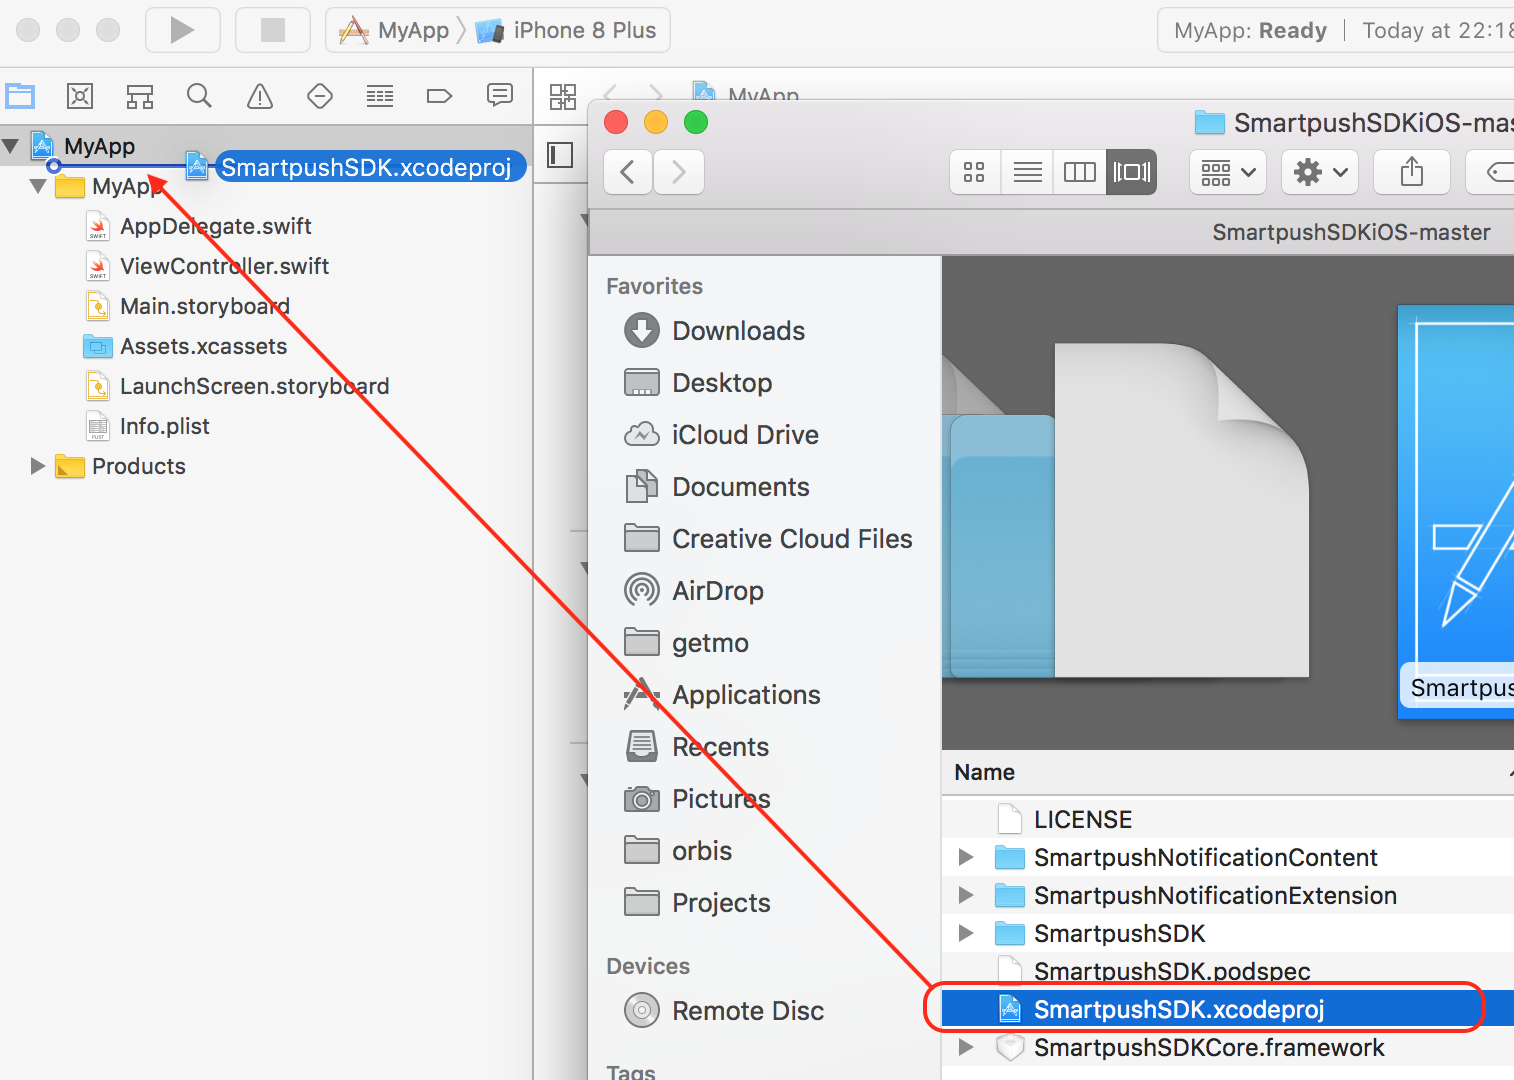 MyApp
iPhone 8 Plus
MyApp: Ready
Today at 22:18
MyApp
MyApp
SmartpushSDK.xcodeproj
MyApp
AppDelegate.swift
ViewController.swift
Main.storyboard
Assets.xcassets
LaunchScreen.storyboard
Info.plist
Products
SmartpushSDKiOS-mas
SmartpushSDKiOS-master
Favorites
Downloads
Desktop
iCloud Drive
Documents
Creative Cloud Files
AirDrop
getmo
Applications
Recents
Pictures
orbis
Projects
Devices
Remote Disc
Tags
Smartpus
Name
LICENSE
SmartpushNotificationContent
SmartpushNotificationExtension
SmartpushSDK
SmartpushSDK.podspec
SmartpushSDK.xcodeproj
SmartpushSDKCore.framework